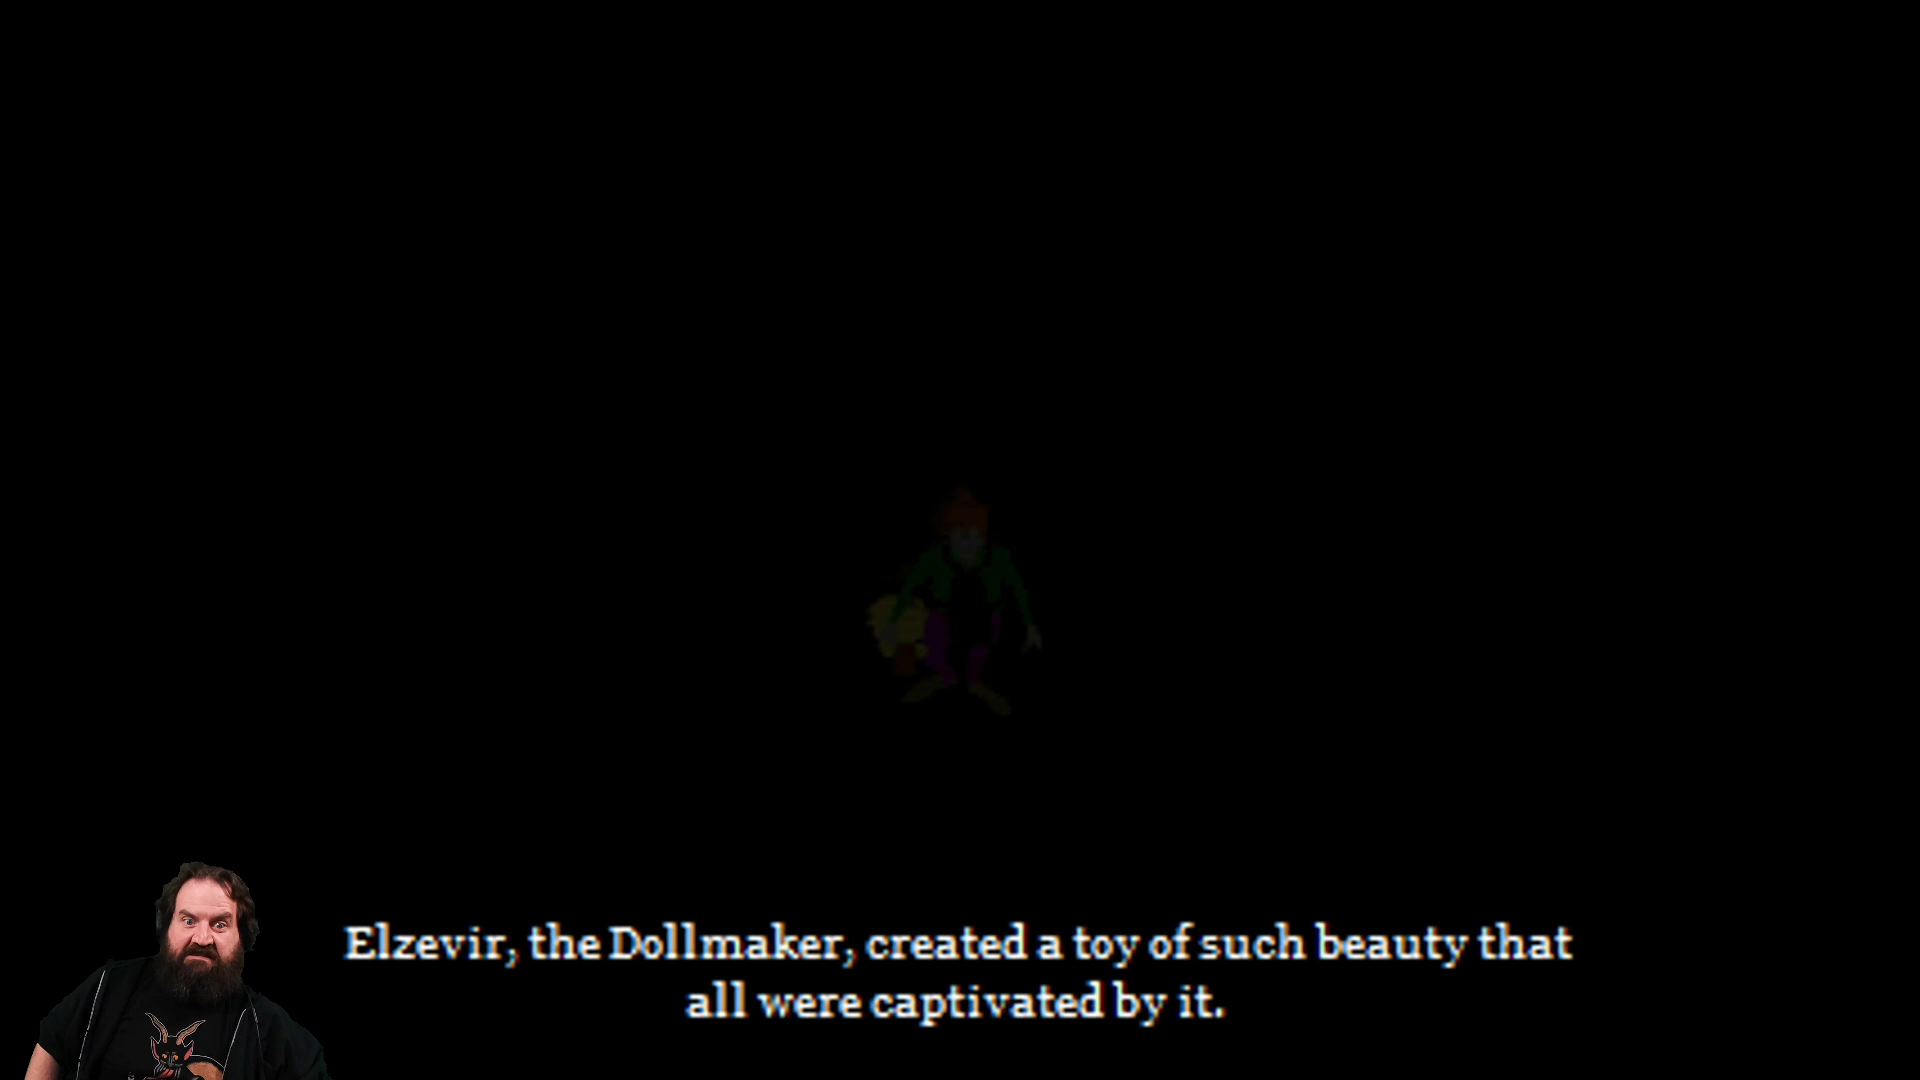 Elzevir, the Dollmaker, created a toy of such beauty that
all were captivated by it.